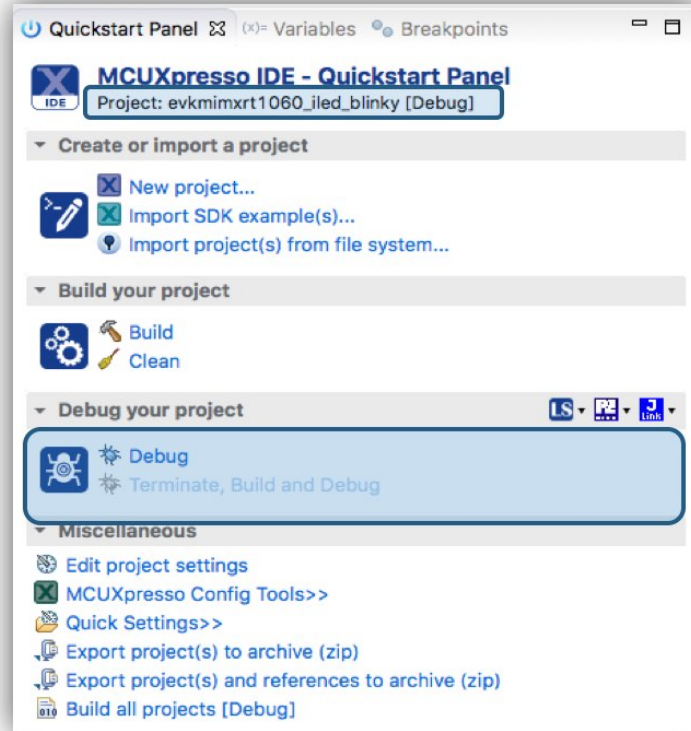 Quickstart Panel (x)= Variables Breakpoints
MCUXpresso IDE - Quickstart Panel
IDE
Project: evkmimxrt1060_iled_blinky [Debug]
Create or import a project
New project...
Import SDK example(s)...
Import project(s) from file system...
Build your project
Build
Clean
Debug your project LS PE J Link
Debug
Terminate, Build and Debug
Miscellaneous
Edit project settings
MCUXpresso Config Tools>>
Quick Settings>>
Export project(s) to archive (zip)
Export project(s) and references to archive (zip)
010 Build all projects [Debug]